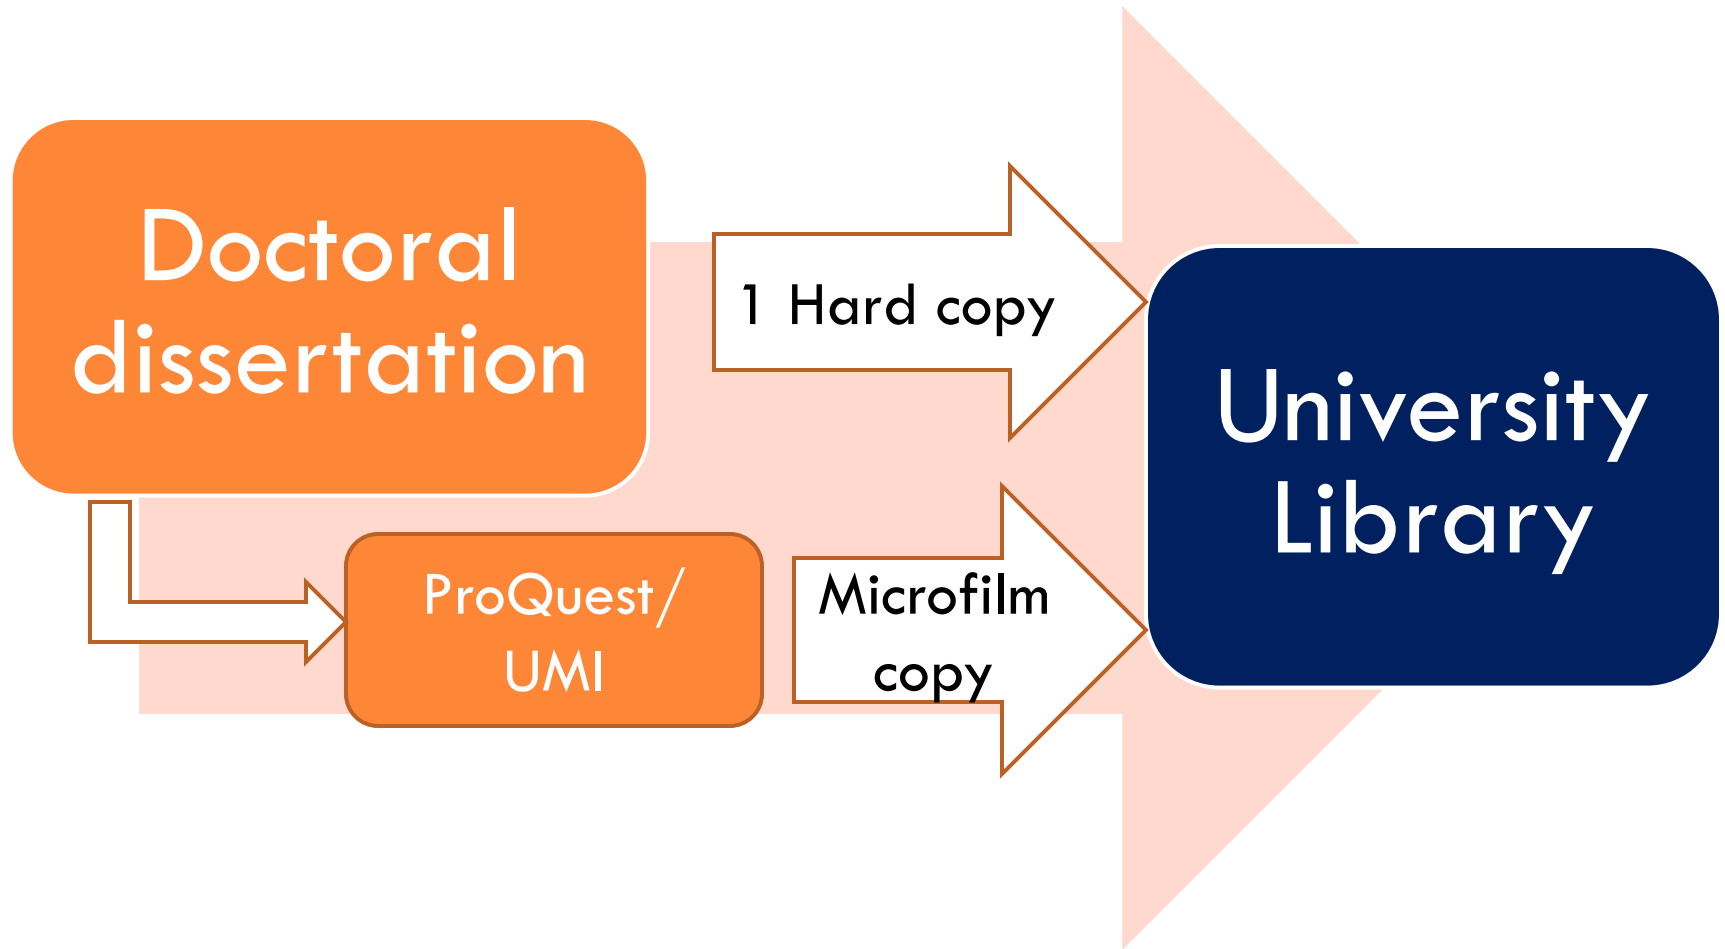 Doctoral
dissertation
1 Hard copy
ProQuest/
UMI
Microfilm
copy
University
Library